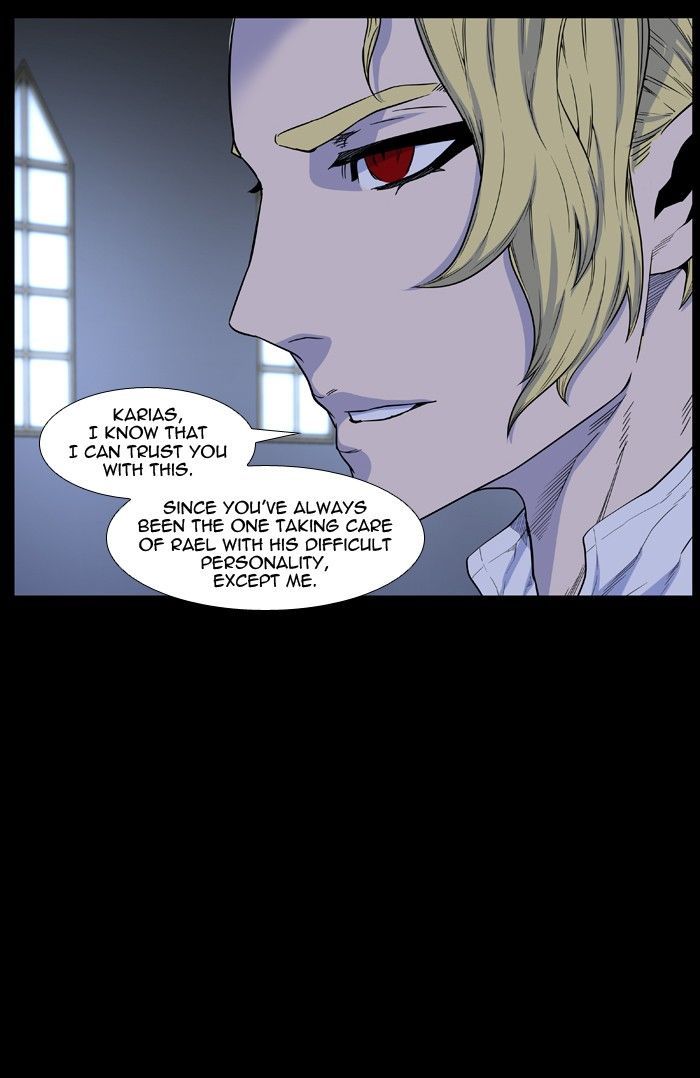 KARIAS,
I KNOW THAT
I CAN TRUST YOU
WITH THIS.
SINCE YOU'VE ALWAYS
BEEN THE ONE TAKING CARE
OF RAEL WITH HIS DIFFICULT
PERSONALITY,
EXCEPT ME.